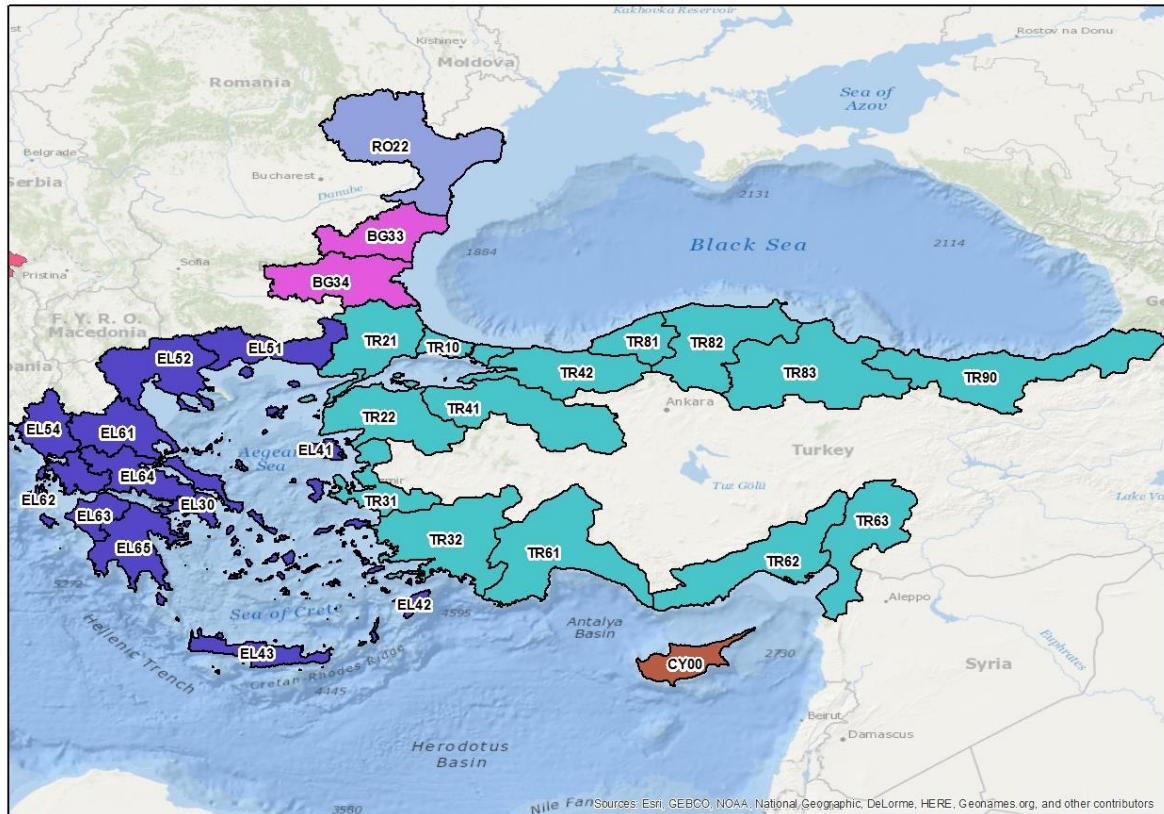 Kakhovka Reservoir
Kishinev
Moldova
Rostov na Donu
Romania
Sea of
Azov
RO22
Belgrade
Bucharest
Serbia
Danube
2131
BG33
1884
Black Sea
2114
Sofia
Pristina
BG34
F. Y. R. O.
Macedonia
TR21
TR10
TR81
TR82
EL51
EL52
TR42
TR83
TR90
Ankara
EL54
EL61
TR22
TR41
Aegean
Sea
EL41
Turkey
EL64
Tuz Gölü
EL62
EL63
EL30
TR31
TR63
EL65
TR32
TR61
TR62
5272
Sea of Crete
EL42
4595
Aleppo
Antalya
Basin
Hellenic Trench
EL43
Cretan-Rhodes Ridge
4445
CY00
2730
Euphrates
Syria
Beirut
Damascus
Herodotus
Basin
3580
Nile Fan
Sources: Esri, GEBCO, NOAA, National Geographic, DeLorme, HERE, Geonames.org, and other contributors